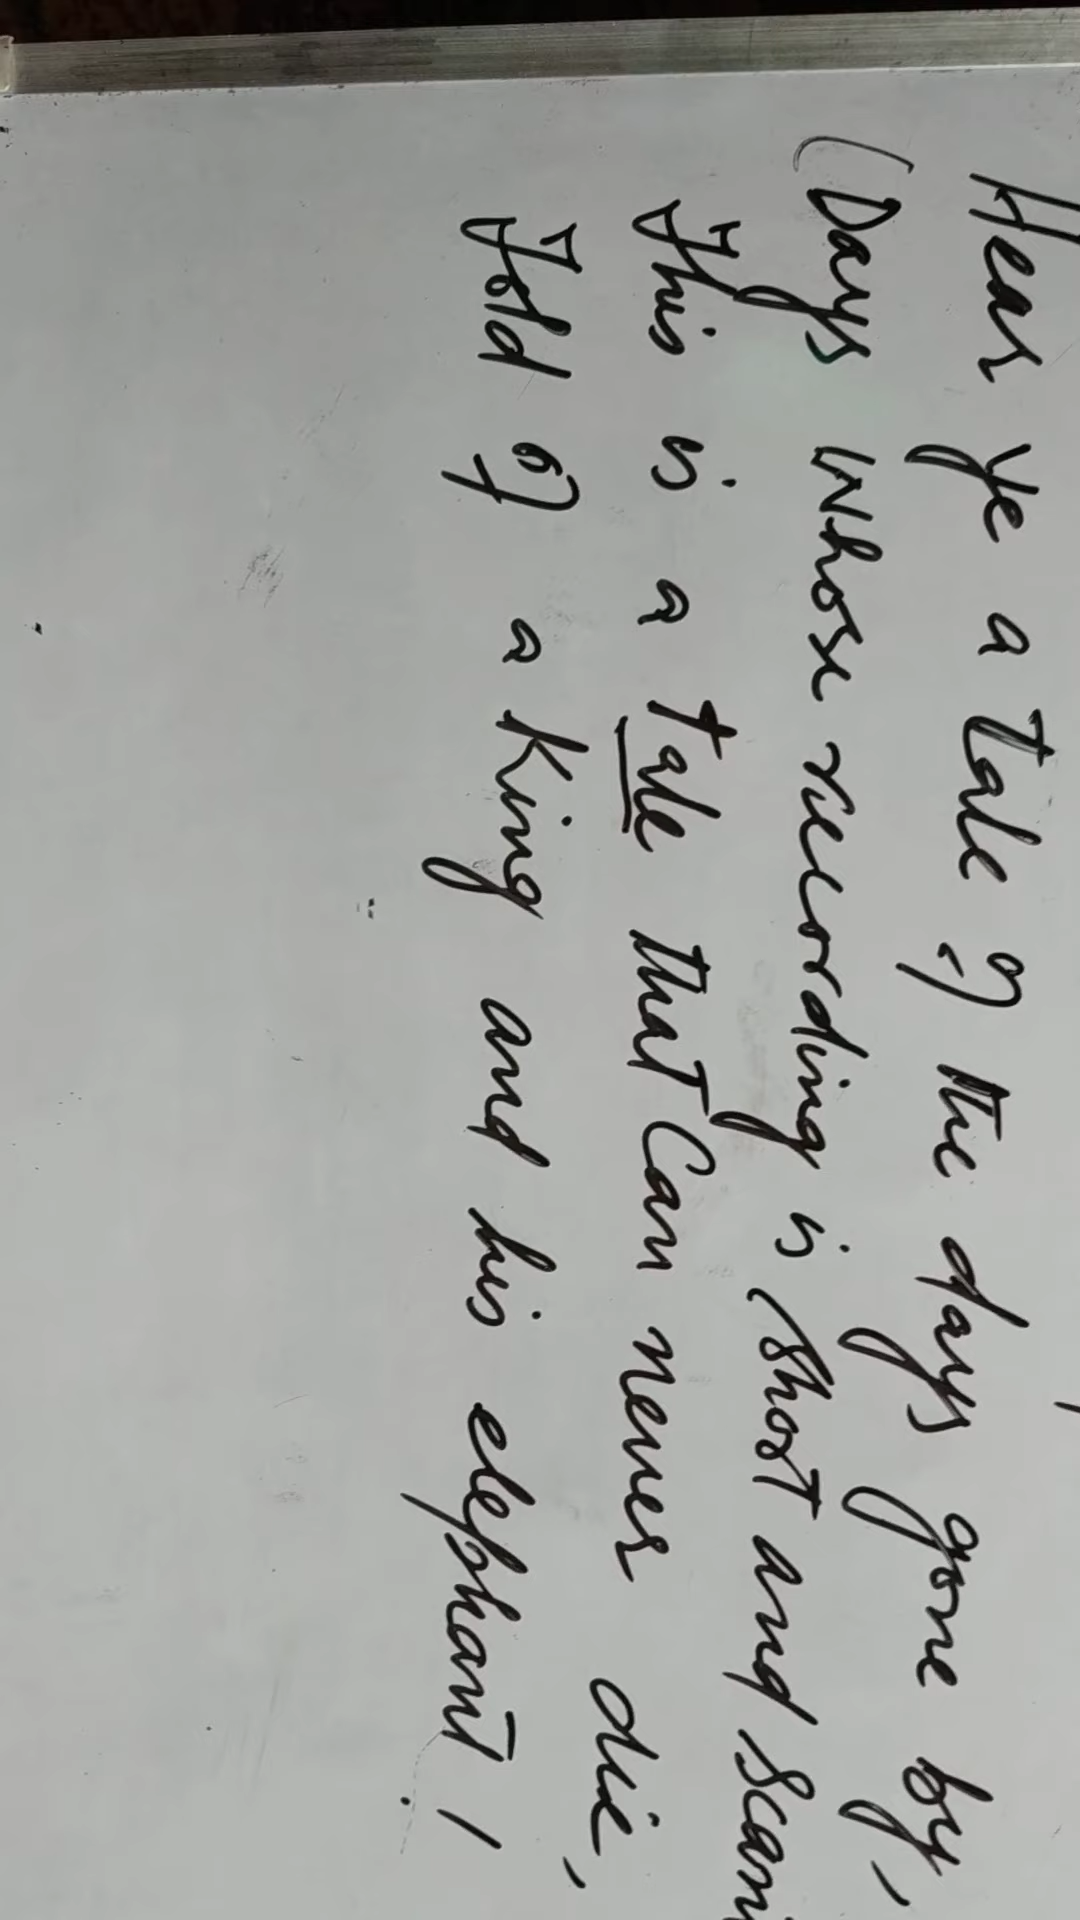 Hear ye a tale of the days gone by,
(Days whose recording is short and
This is a tale that can never die,
Told of a King and his elephant!